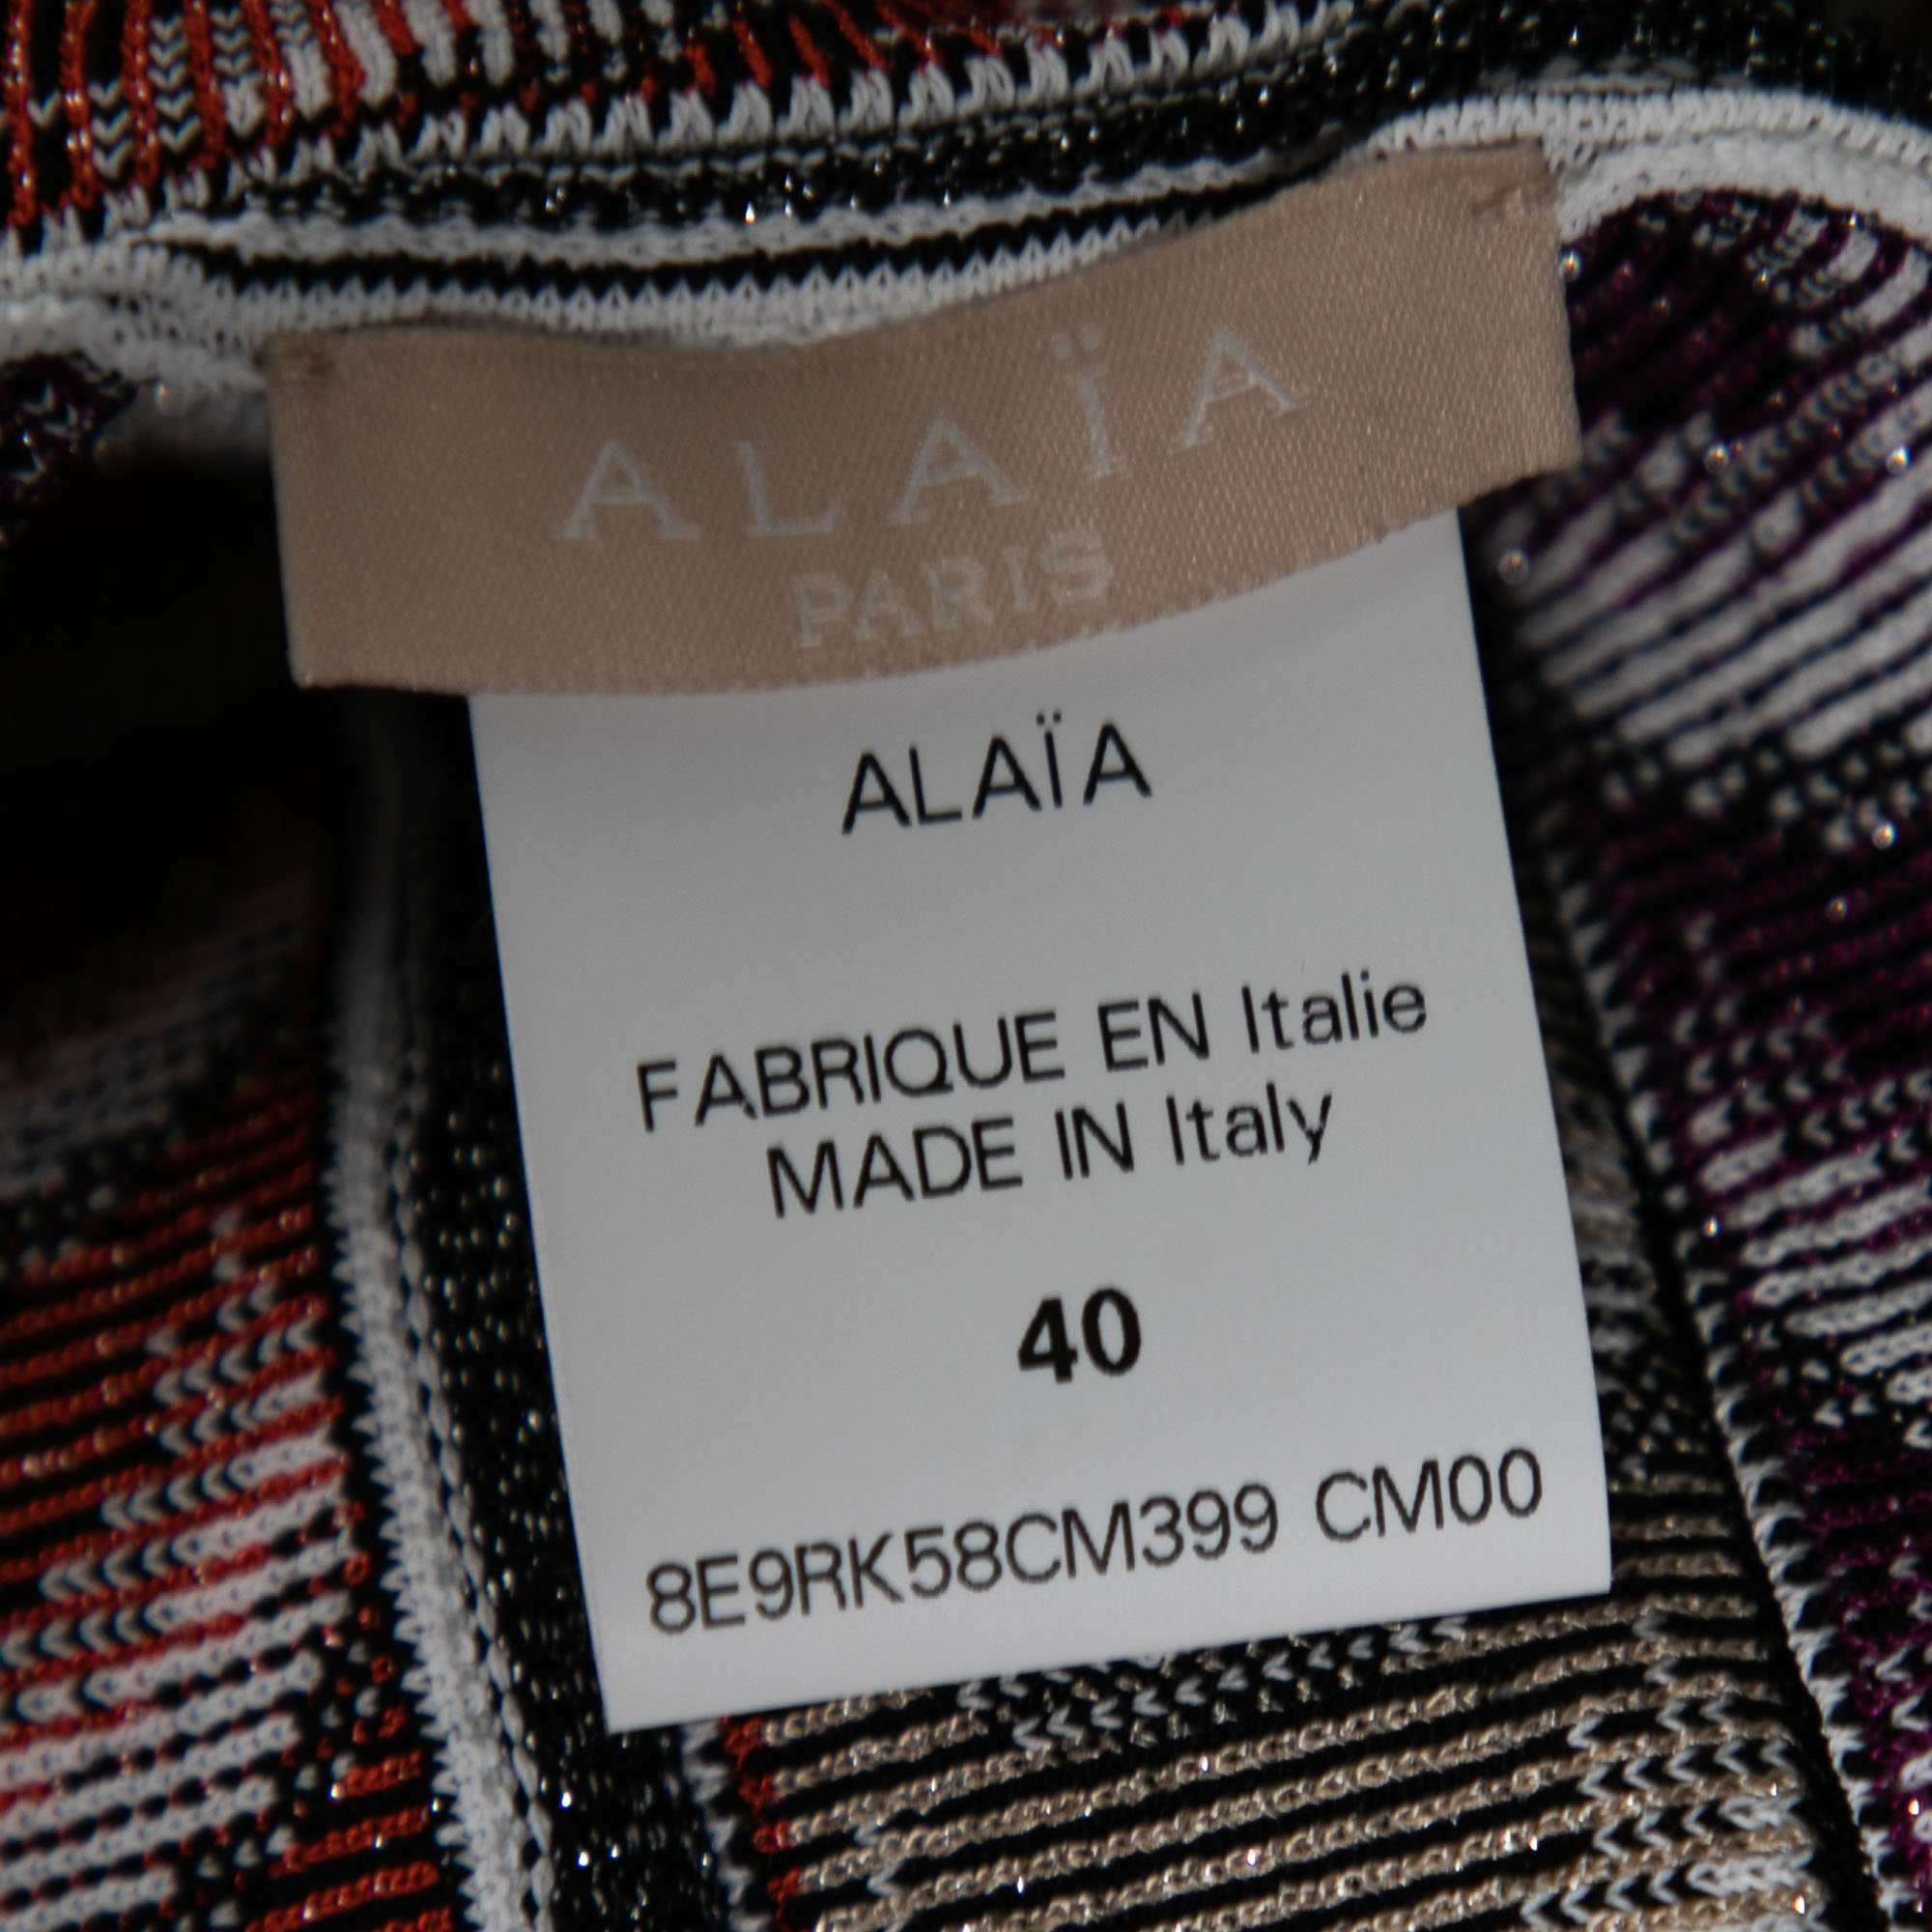 ALAÏA
PARIS
ALAÏA
FABRIQUE EN Italie
MADE IN Italy
40
8E9RK58CM399 CM00